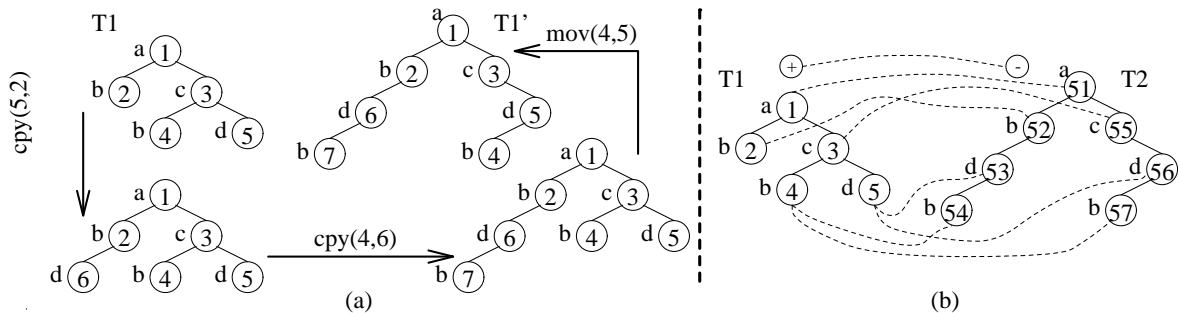 T1
a 1
b 2 c 3
b 4 d 5
cpy(5,2)
a 1
b 2 c 3
d 6 b 4 d 5
cpy(4,6)
a 1
b 2 c 3
d 6 b 4 d 5
b 7
mov(4,5)
T1’
a 1
b 2 c 3
d 6 d 5
b 7 b 4
(a)
+ -
T1
a 1
b 2 c 3
b 4 d 5
T2
a 51
b 52 c 55
d 53 d 56
b 54 b 57
(b)